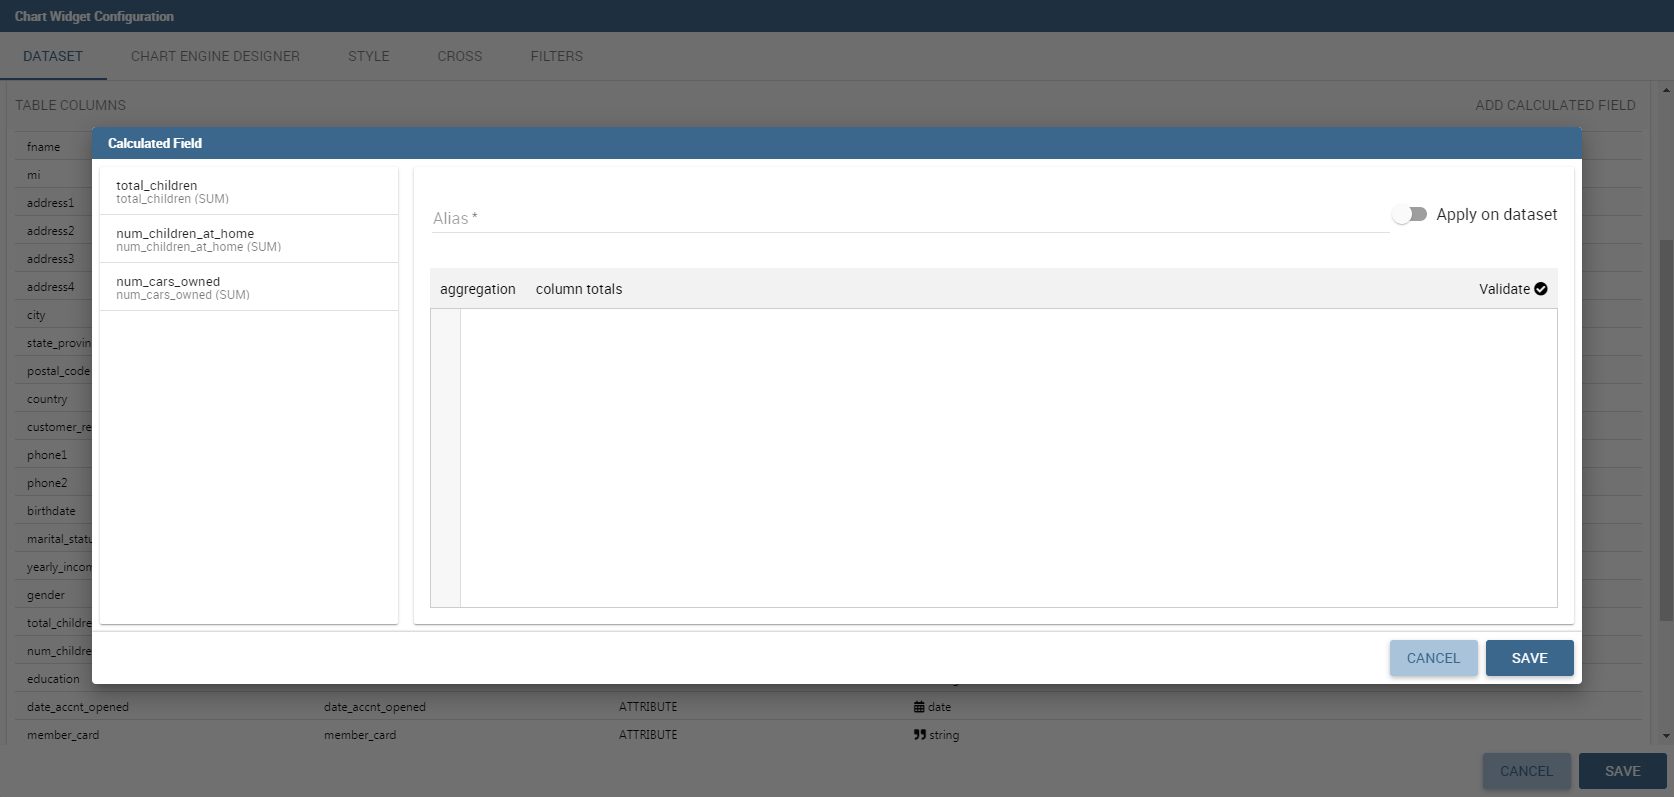 Chart Widget Configuration
DATASET CHART ENGINE DESIGNER STYLE CROSS FILTERS
TABLE COLUMNS ADD CALCULATED FIELD
Calculated Field
fname
mi
address1
address2
address3
address4
city
state_provin
postal_code
country
customer_re
phone1
phone2
birthdate
marital_statu
yearly_incom
gender
total_childre
num_childre
education
total_children
total_children (SUM)
num_children_at_home
num_children_at_home (SUM)
num_cars_owned
num_cars_owned (SUM)
Alias *
Apply on dataset
aggregation column totals Validate
CANCEL SAVE
date_accnt_opened date_accnt_opened ATTRIBUTE date
member_card member_card ATTRIBUTE string
CANCEL SAVE